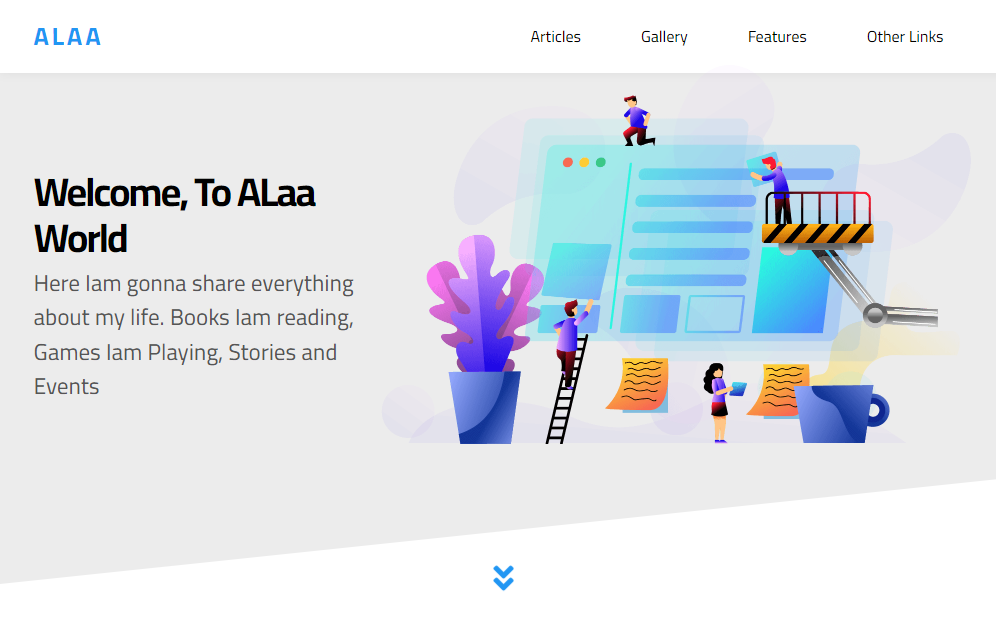 ALAA
Articles
Gallery
Features
Other Links
Welcome, To ALaa
World
Here Iam gonna share everything
about my life. Books Iam reading,
Games Iam Playing, Stories and
Events